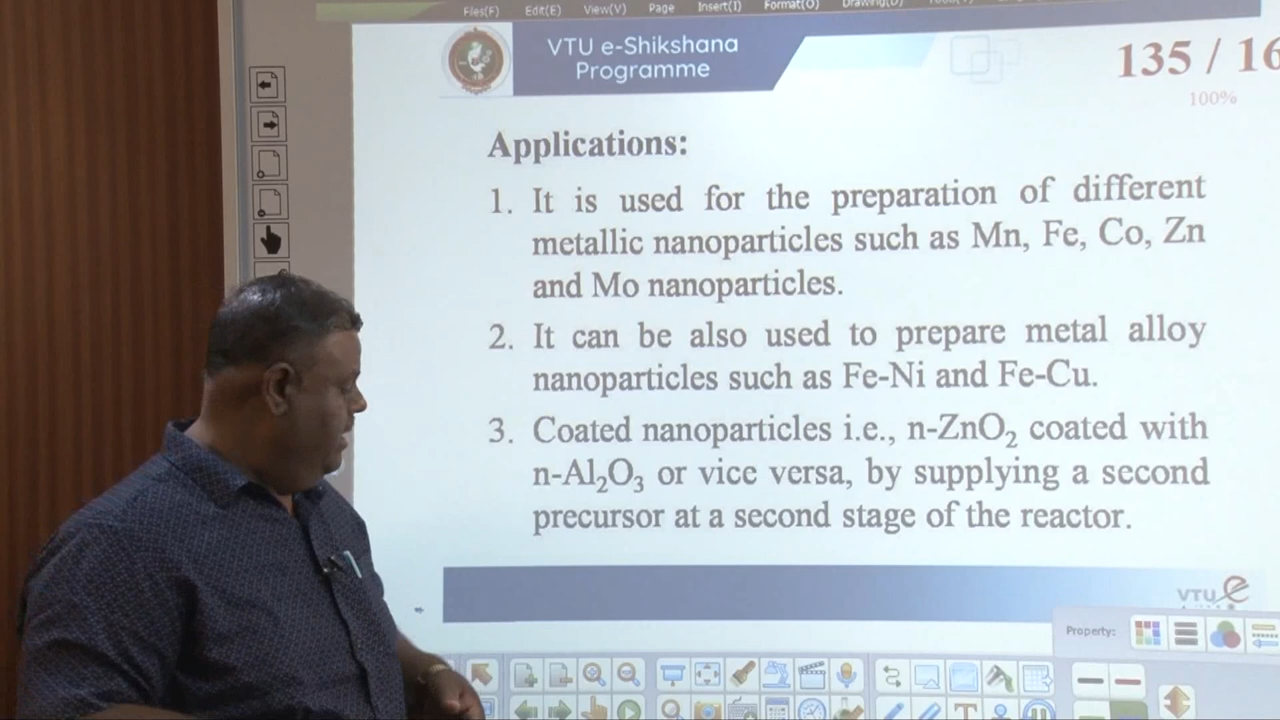 Files(F) Edit(E) View(V) Page Insert(I) Format(O) Drawing(D)
VTU e-Shikshana
Programme
135 / 16
100%
Applications:
1. It is used for the preparation of different
metallic nanoparticles such as Mn, Fe, Co, Zn
and Mo nanoparticles.
2. It can be also used to prepare metal alloy
nanoparticles such as Fe-Ni and Fe-Cu.
3. Coated nanoparticles i.e., n-ZnO₂ coated with
n-Al₂O₃ or vice versa, by supplying a second
precursor at a second stage of the reactor.
VTU e
Property: